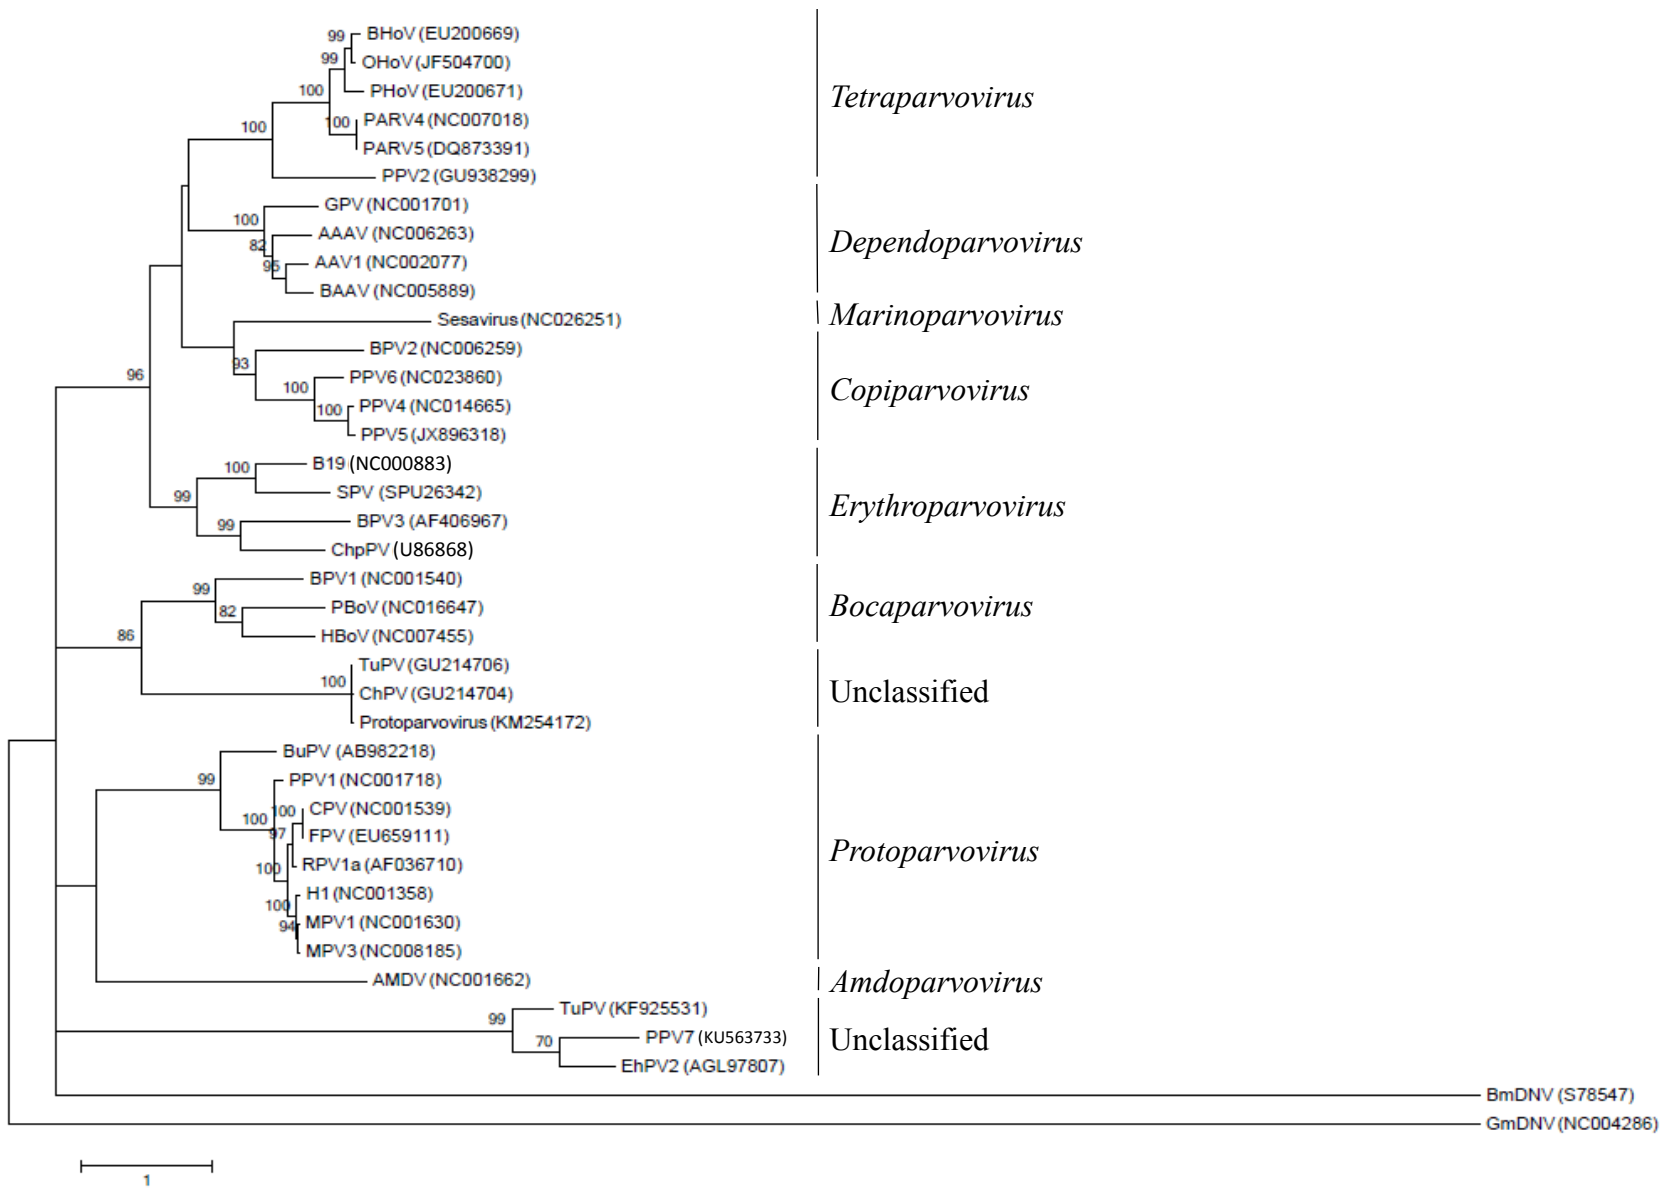 99
BHoV (EU200669)
99
OHoV (JF504700)
100
PHoV (EU200671)
Tetraparvovirus
100
100
PARV4 (NC007018)
PARV5 (DQ873391)
PPV2 (GU938299)
GPV (NC001701)
100
AAAV (NC006263)
82
Dependoparvovirus
95
AAV1 (NC002077)
BAAV (NC005889)
Sesavirus (NC026251)
Marinoparvovirus
BPV2 (NC006259)
93
96
PPV6 (NC023860)
100
Copiparvovirus
100
PPV4 (NC014665)
PPV5 (JX896318)
100
B19 (NC000883)
99
SPV (SPU26342)
Erythroparvovirus
99
BPV3 (AF406967)
ChpPV (U86868)
BPV1 (NC001540)
99
82
PBoV (NC016647)
Bocaparvovirus
86
HBoV (NC007455)
TuPV (GU214706)
100
ChPV (GU214704)
Unclassified
Protoparvovirus (KM254172)
BuPV (AB982218)
99
PPV1 (NC001718)
100
100
CPV (NC001539)
97
FPV (EU659111)
Protoparvovirus
100
RPV1a (AF036710)
100
H1 (NC001358)
94
MPV1 (NC001630)
MPV3 (NC008185)
AMDV (NC001662)
Amdoparvovirus
99
TuPV (KF925531)
70
PPV7 (KU563733)
Unclassified
EhPV2 (AGL97807)
BmDNV (S78547)
GmDNV (NC004286)
1